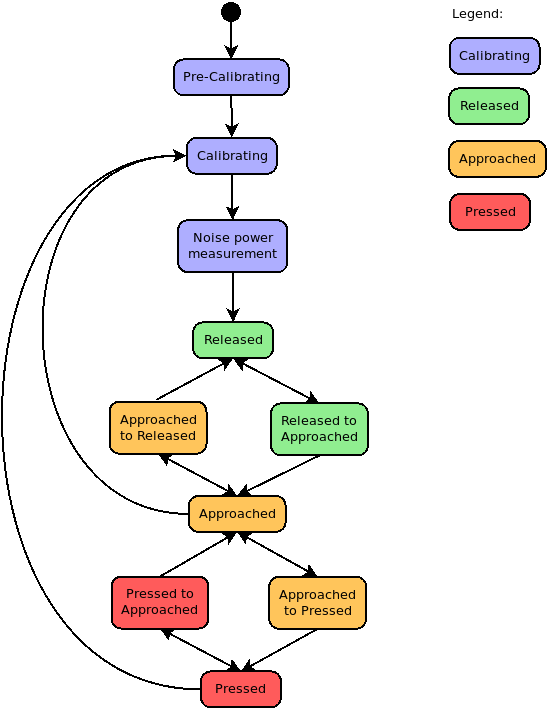 Legend:
Calibrating
Released
Approached
Pressed
Pre-Calibrating
Calibrating
Noise power
measurement
Released
Approached
to Released
Released to
Approached
Approached
Pressed to
Approached
Approached
to Pressed
Pressed